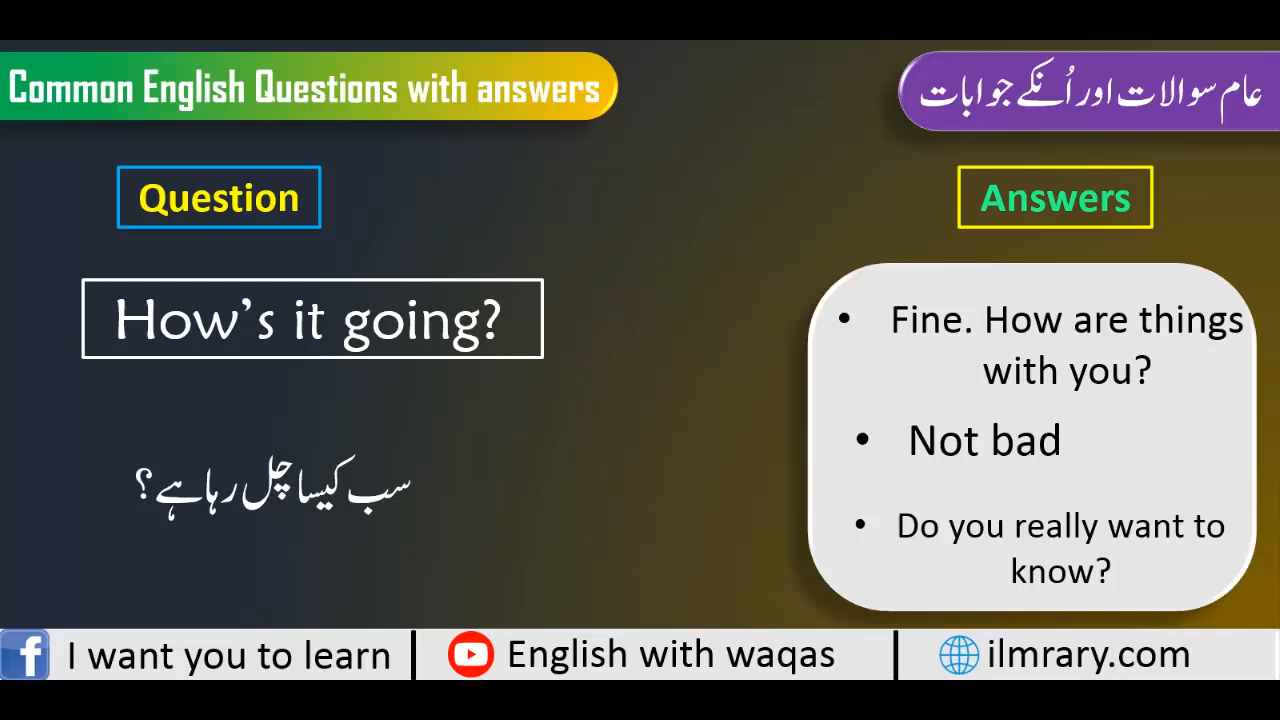 Common English Questions with answers
عام سوالات اور اُنکے جوابات
Question
Answers
How’s it going?
سب کیسا چل رہا ہے؟
• Fine. How are things
with you?
• Not bad
• Do you really want to
know?
f I want you to learn
English with waqas
ilmrary.com